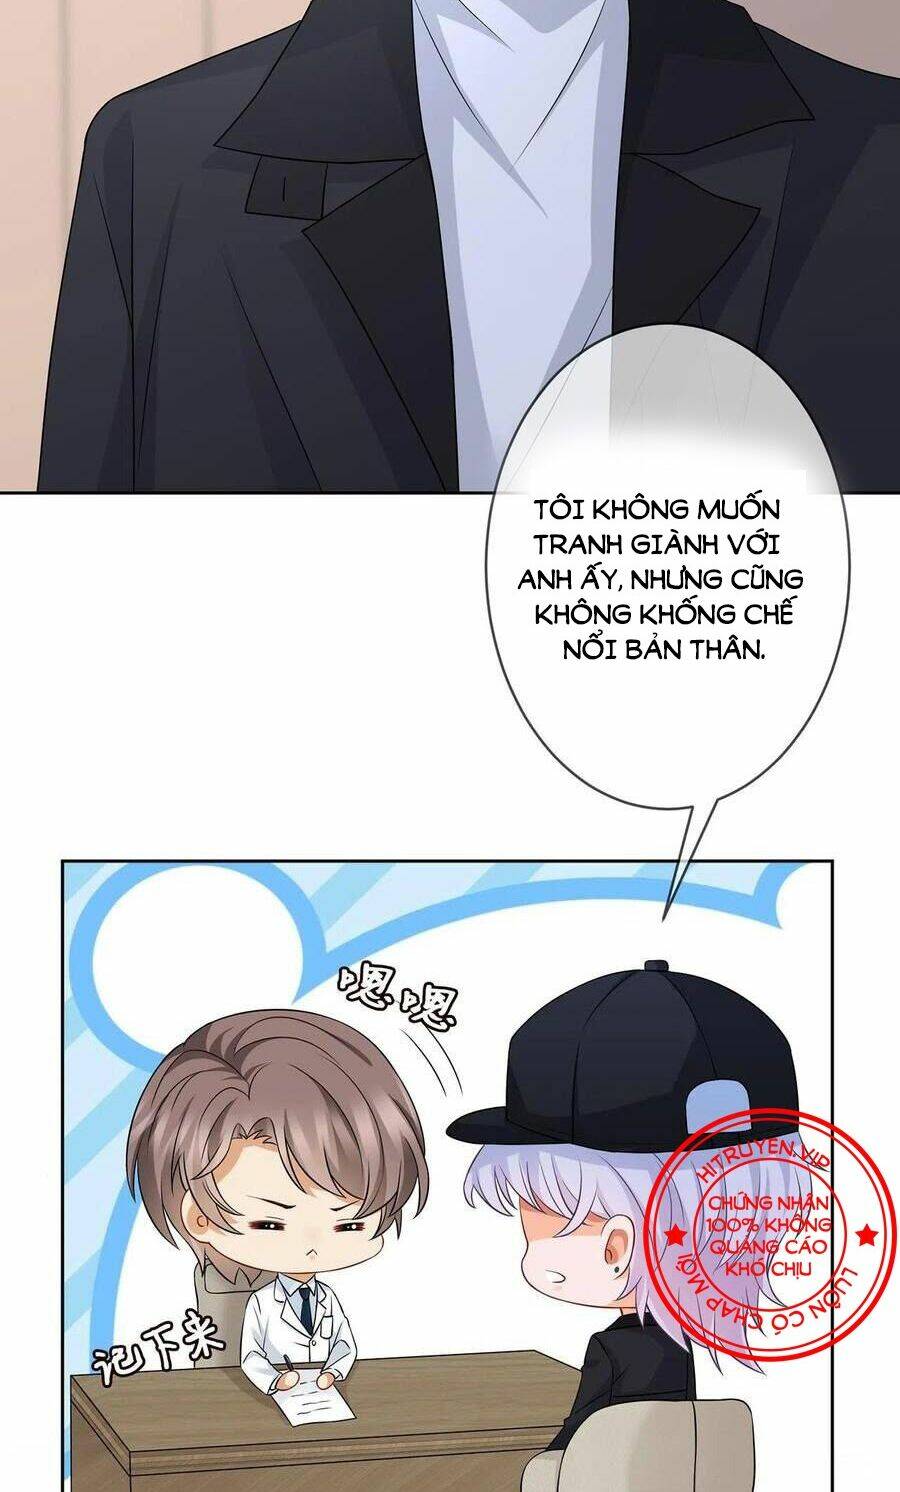 TÔI KHÔNG MUỐN
TRANH GIÀNH VỚI
ANH ẤY, NHƯNG CŨNG
KHÔNG KHỐNG CHẾ
NỔI BẢN THÂN.
嗯嗯
记下来
HITRUYEN.VIP
CHỨNG NHẬN
100% KHÔNG
QUẢNG CÁO
KHÓ CHỊU
LUÔN CÓ CHAP MỚI